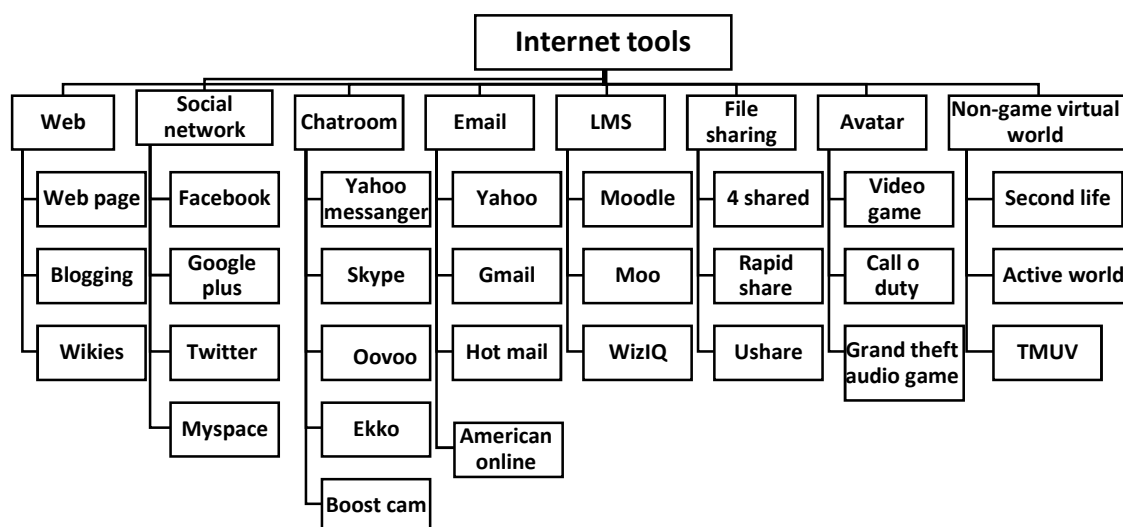 Internet tools
Web
Social
network
Chatroom
Email
LMS
File
sharing
Avatar
Non-game virtual
world
Web page
Blogging
Wikies
Facebook
Google
plus
Twitter
Myspace
Yahoo
messanger
Skype
Oovoo
Ekko
Boost cam
Yahoo
Gmail
Hot mail
American
online
Moodle
Moo
WizIQ
4 shared
Rapid
share
Ushare
Video
game
Call o
duty
Grand theft
audio game
Second life
Active world
TMUV